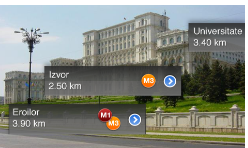 Universitate
3.40 km
Izvor
2.50 km
M3
Eroilor
3.90 km
M1
M3